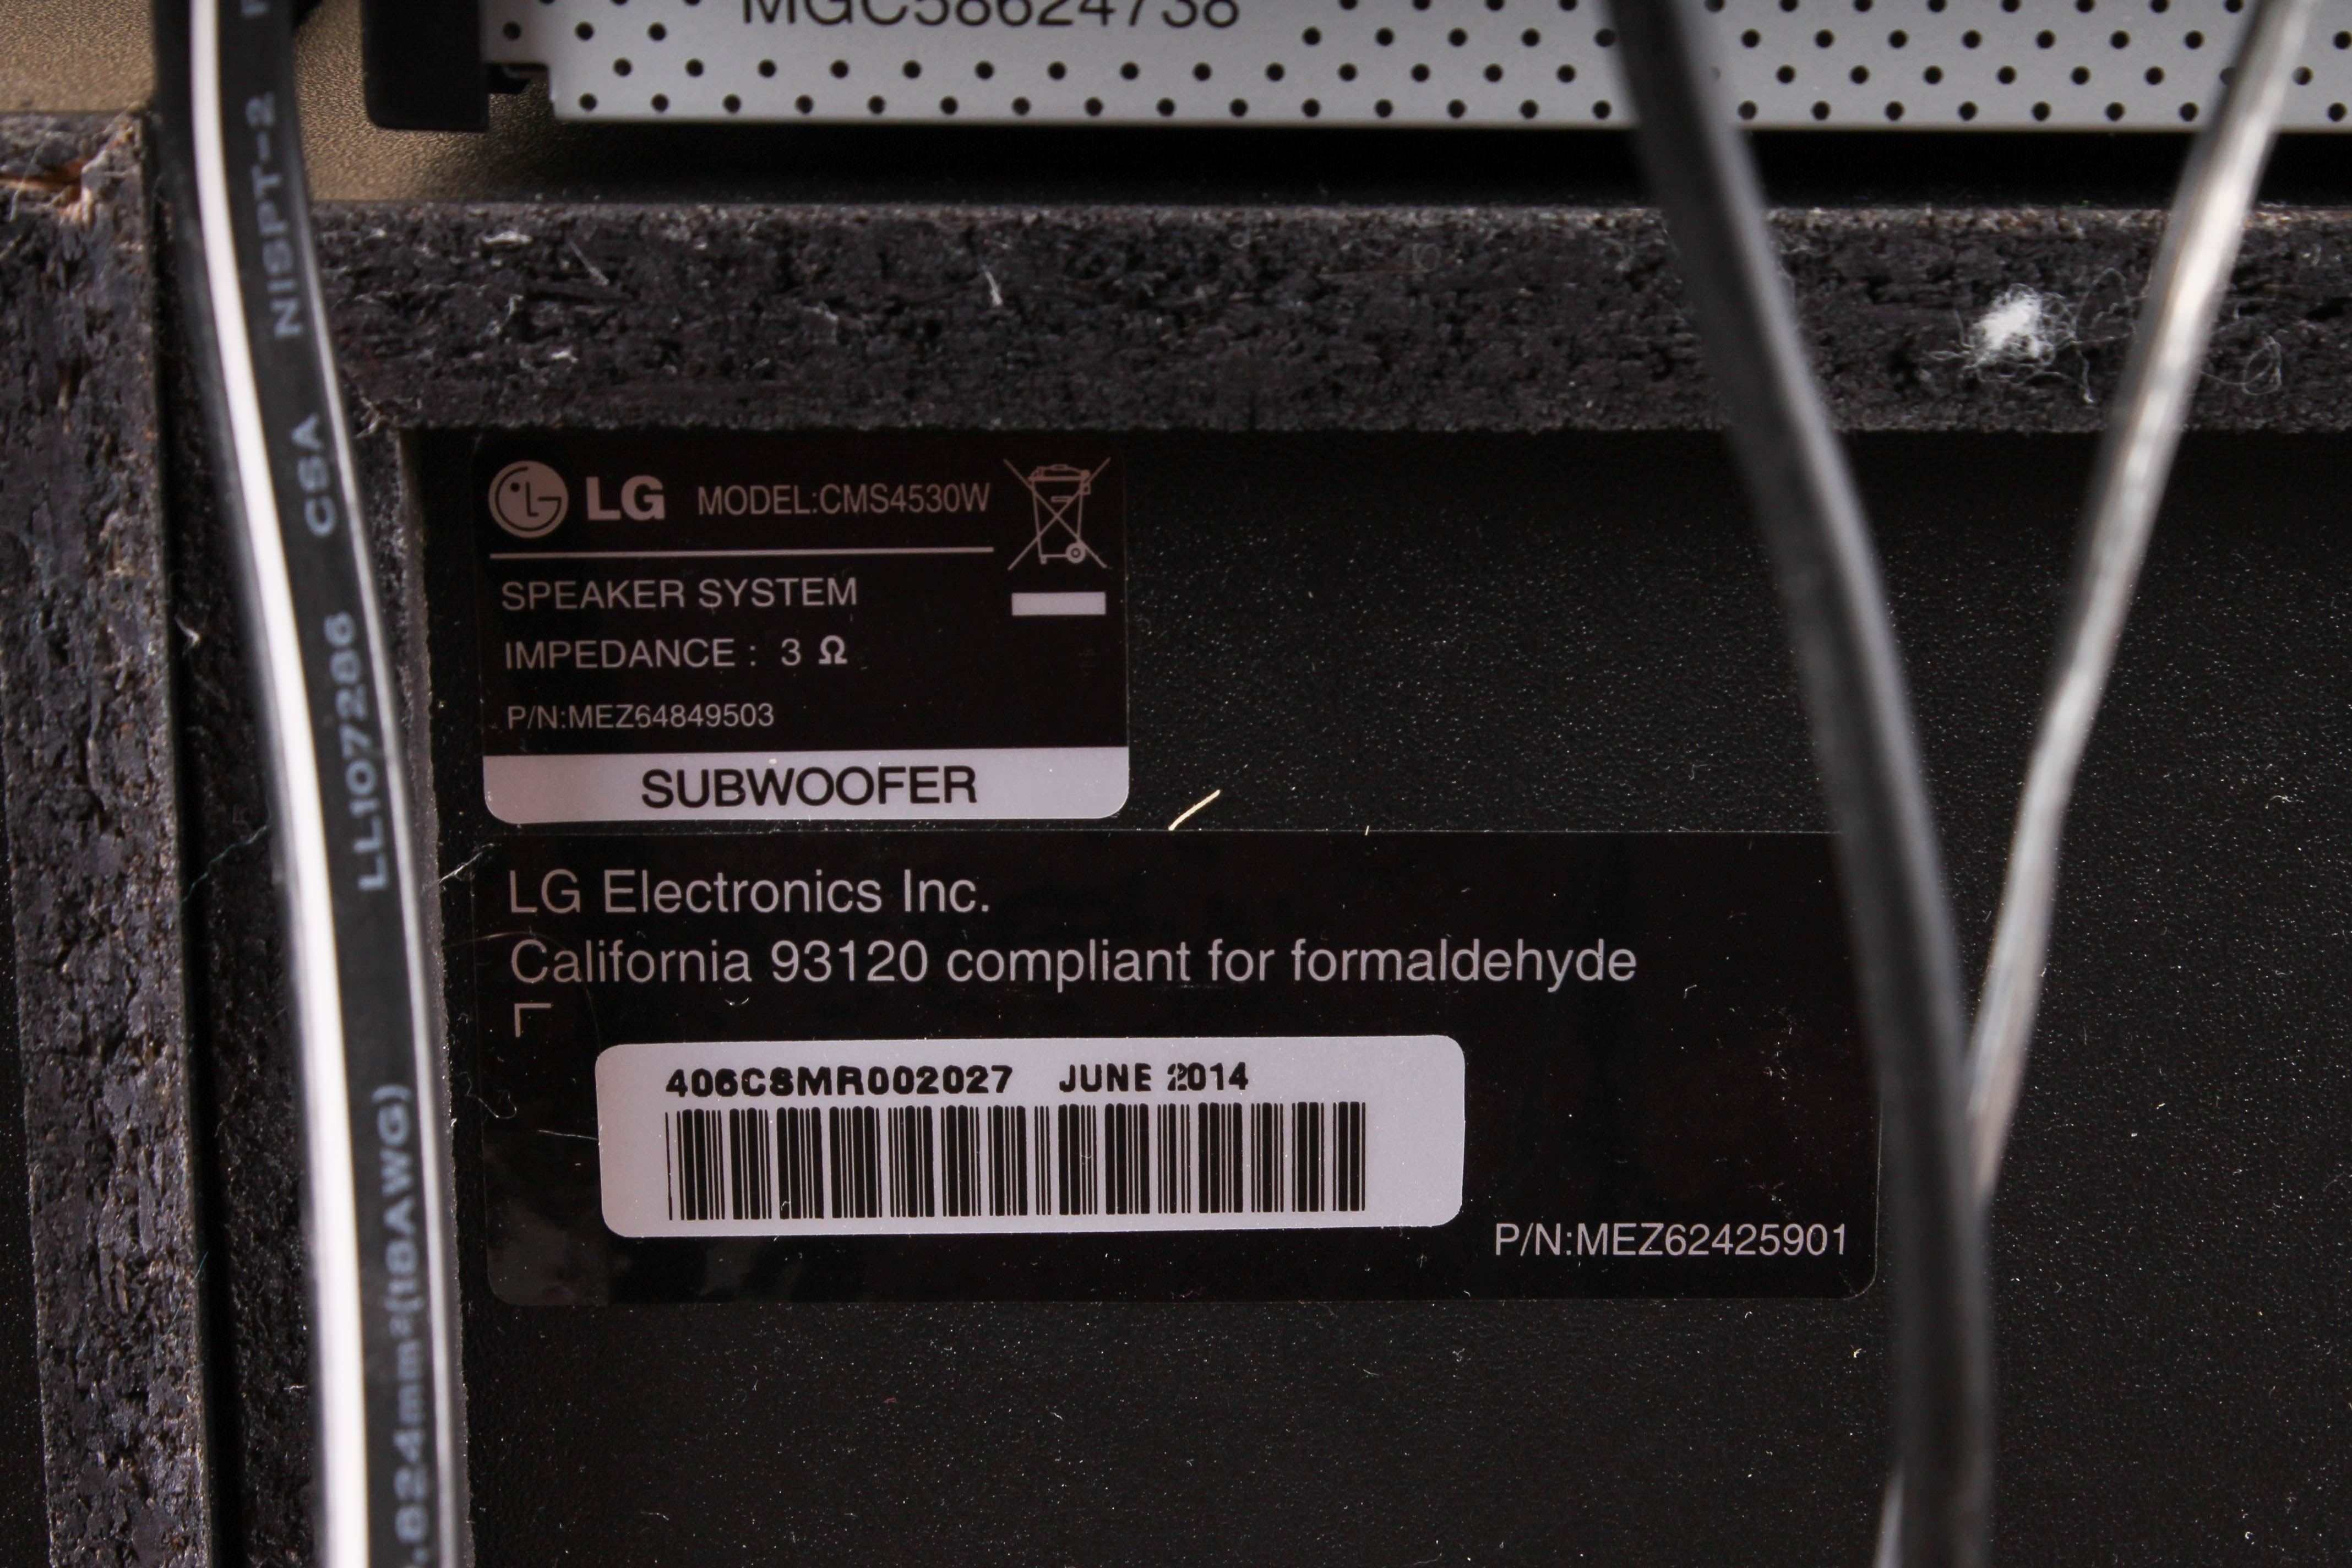 MGC58624738
NISPT-2
CSA
LL107286
.824mm²(18AWG)
LG MODEL:CMS4530W
SPEAKER SYSTEM
IMPEDANCE : 3 Ω
P/N:MEZ64849503
SUBWOOFER
LG Electronics Inc.
California 93120 compliant for formaldehyde
406CSMR002027 JUNE 2014
P/N:MEZ62425901